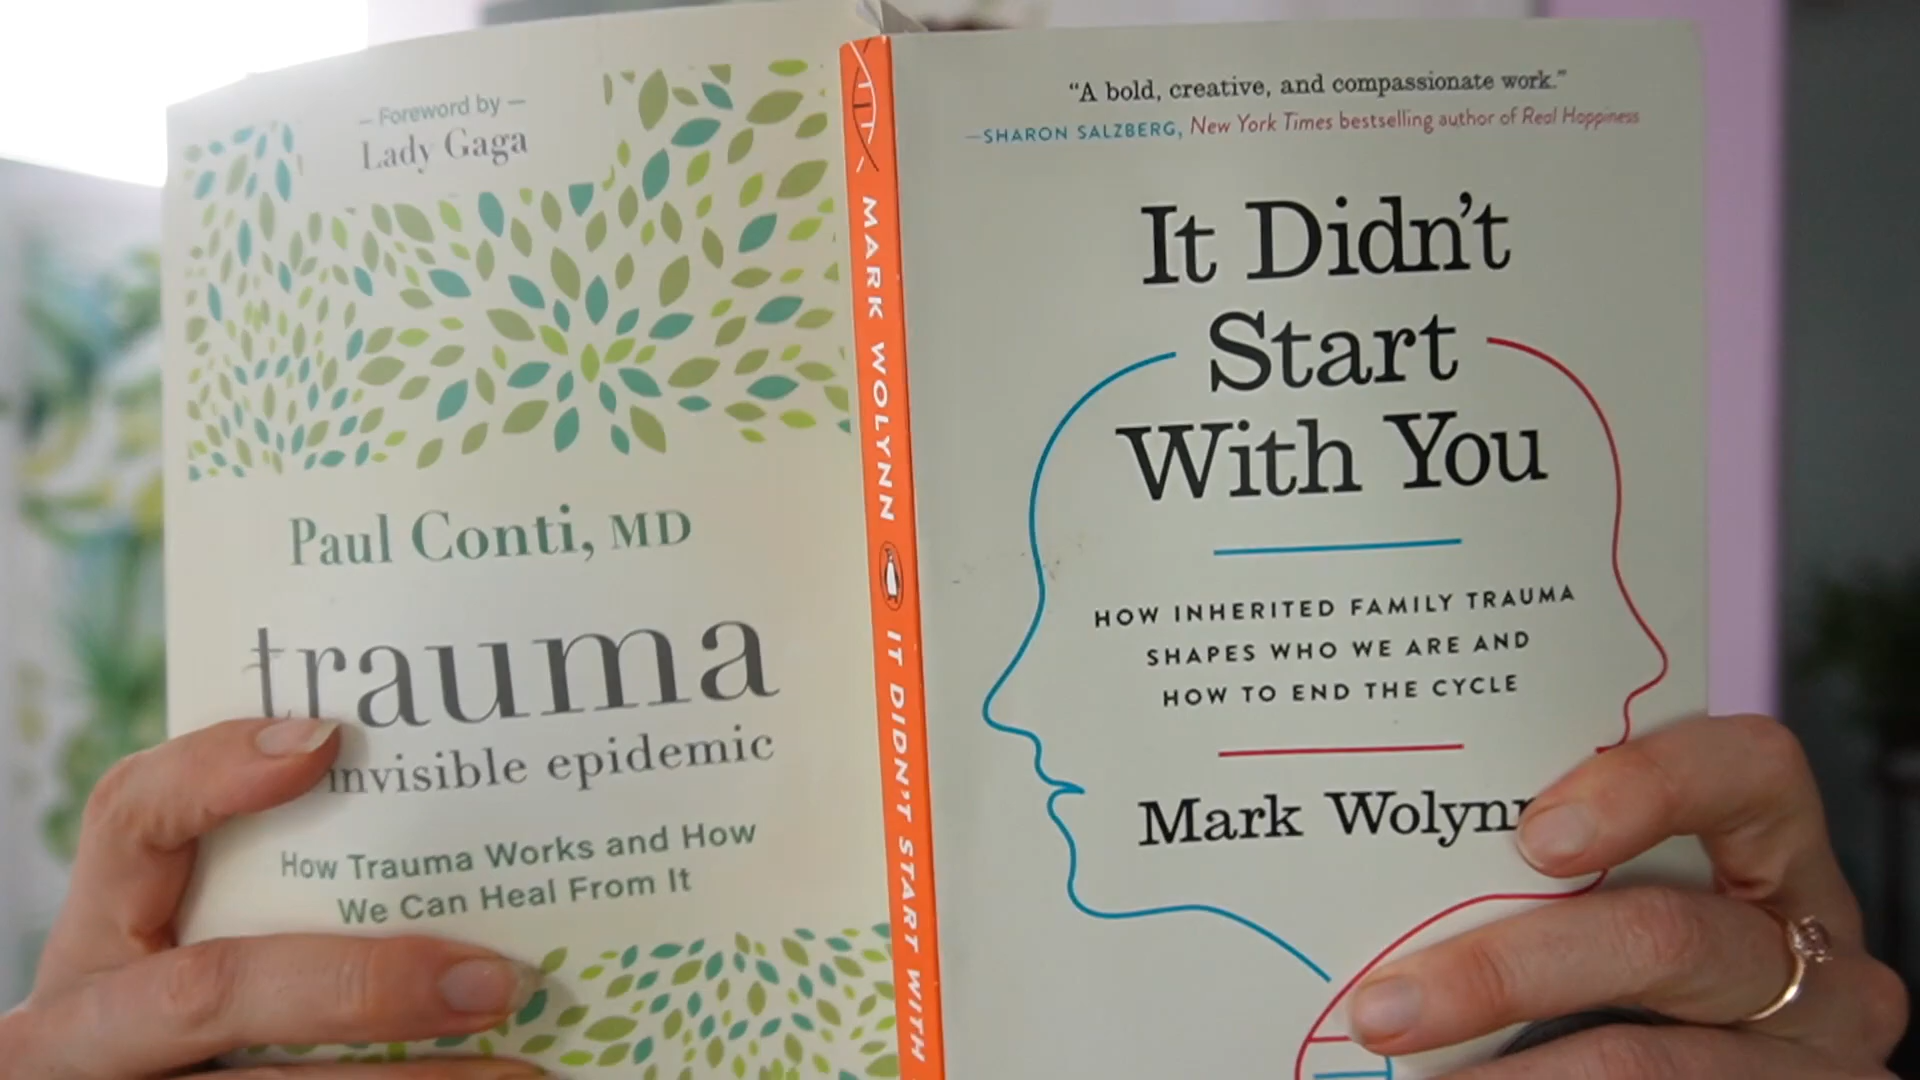 — Foreword by —
Lady Gaga
Paul Conti, MD
trauma
invisible epidemic
How Trauma Works and How
We Can Heal From It
MARK WOLYNN IT DIDN'T START WITH
“A bold, creative, and compassionate work.”
—SHARON SALZBERG, New York Times bestselling author of Real Happiness
It Didn't
Start
With You
HOW INHERITED FAMILY TRAUMA
SHAPES WHO WE ARE AND
HOW TO END THE CYCLE
Mark Wolynn